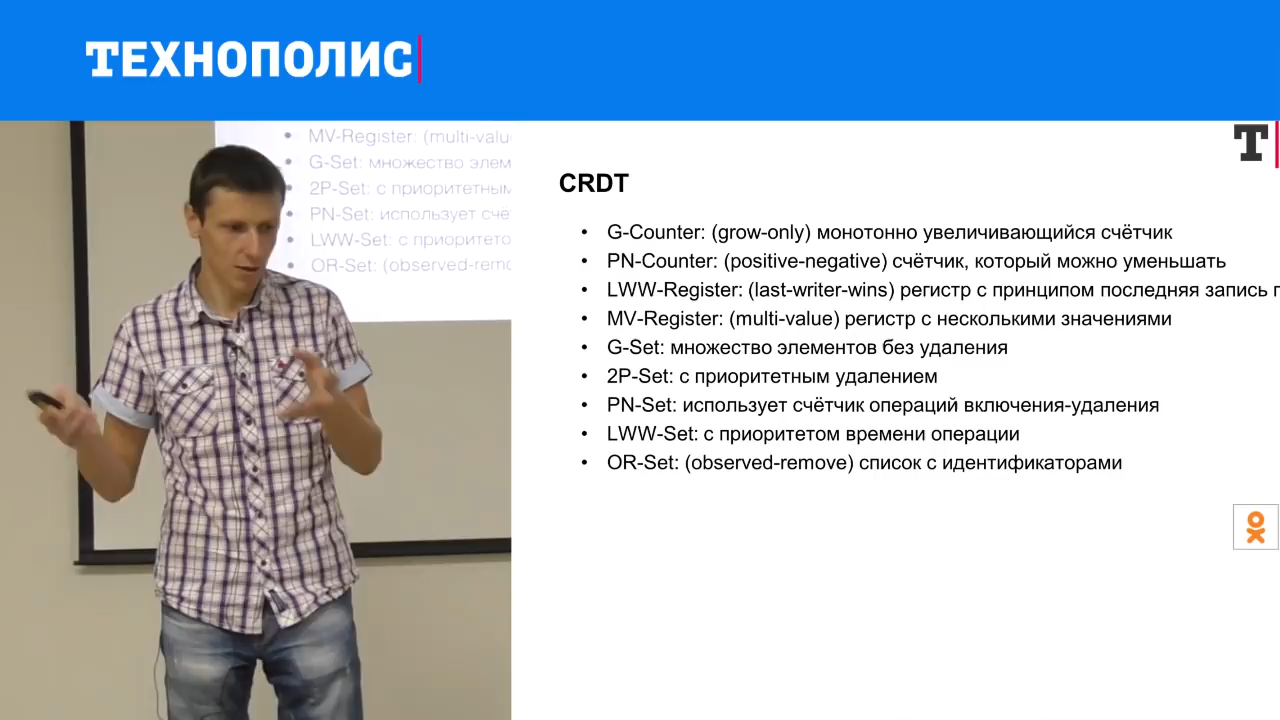 ТЕХНОПОЛИС
MV-Register: (multi-valu
G-Set: множество элем
2P-Set: с приоритетным
PN-Set: использует счё
LWW-Set: с приоритето
OR-Set: (observed-remo
Т
CRDT
• G-Counter: (grow-only) монотонно увеличивающийся счётчик
• PN-Counter: (positive-negative) счётчик, который можно уменьшать
• LWW-Register: (last-writer-wins) регистр с принципом последняя запись п
• MV-Register: (multi-value) регистр с несколькими значениями
• G-Set: множество элементов без удаления
• 2P-Set: с приоритетным удалением
• PN-Set: использует счётчик операций включения-удаления
• LWW-Set: с приоритетом времени операции
• OR-Set: (observed-remove) список с идентификаторами